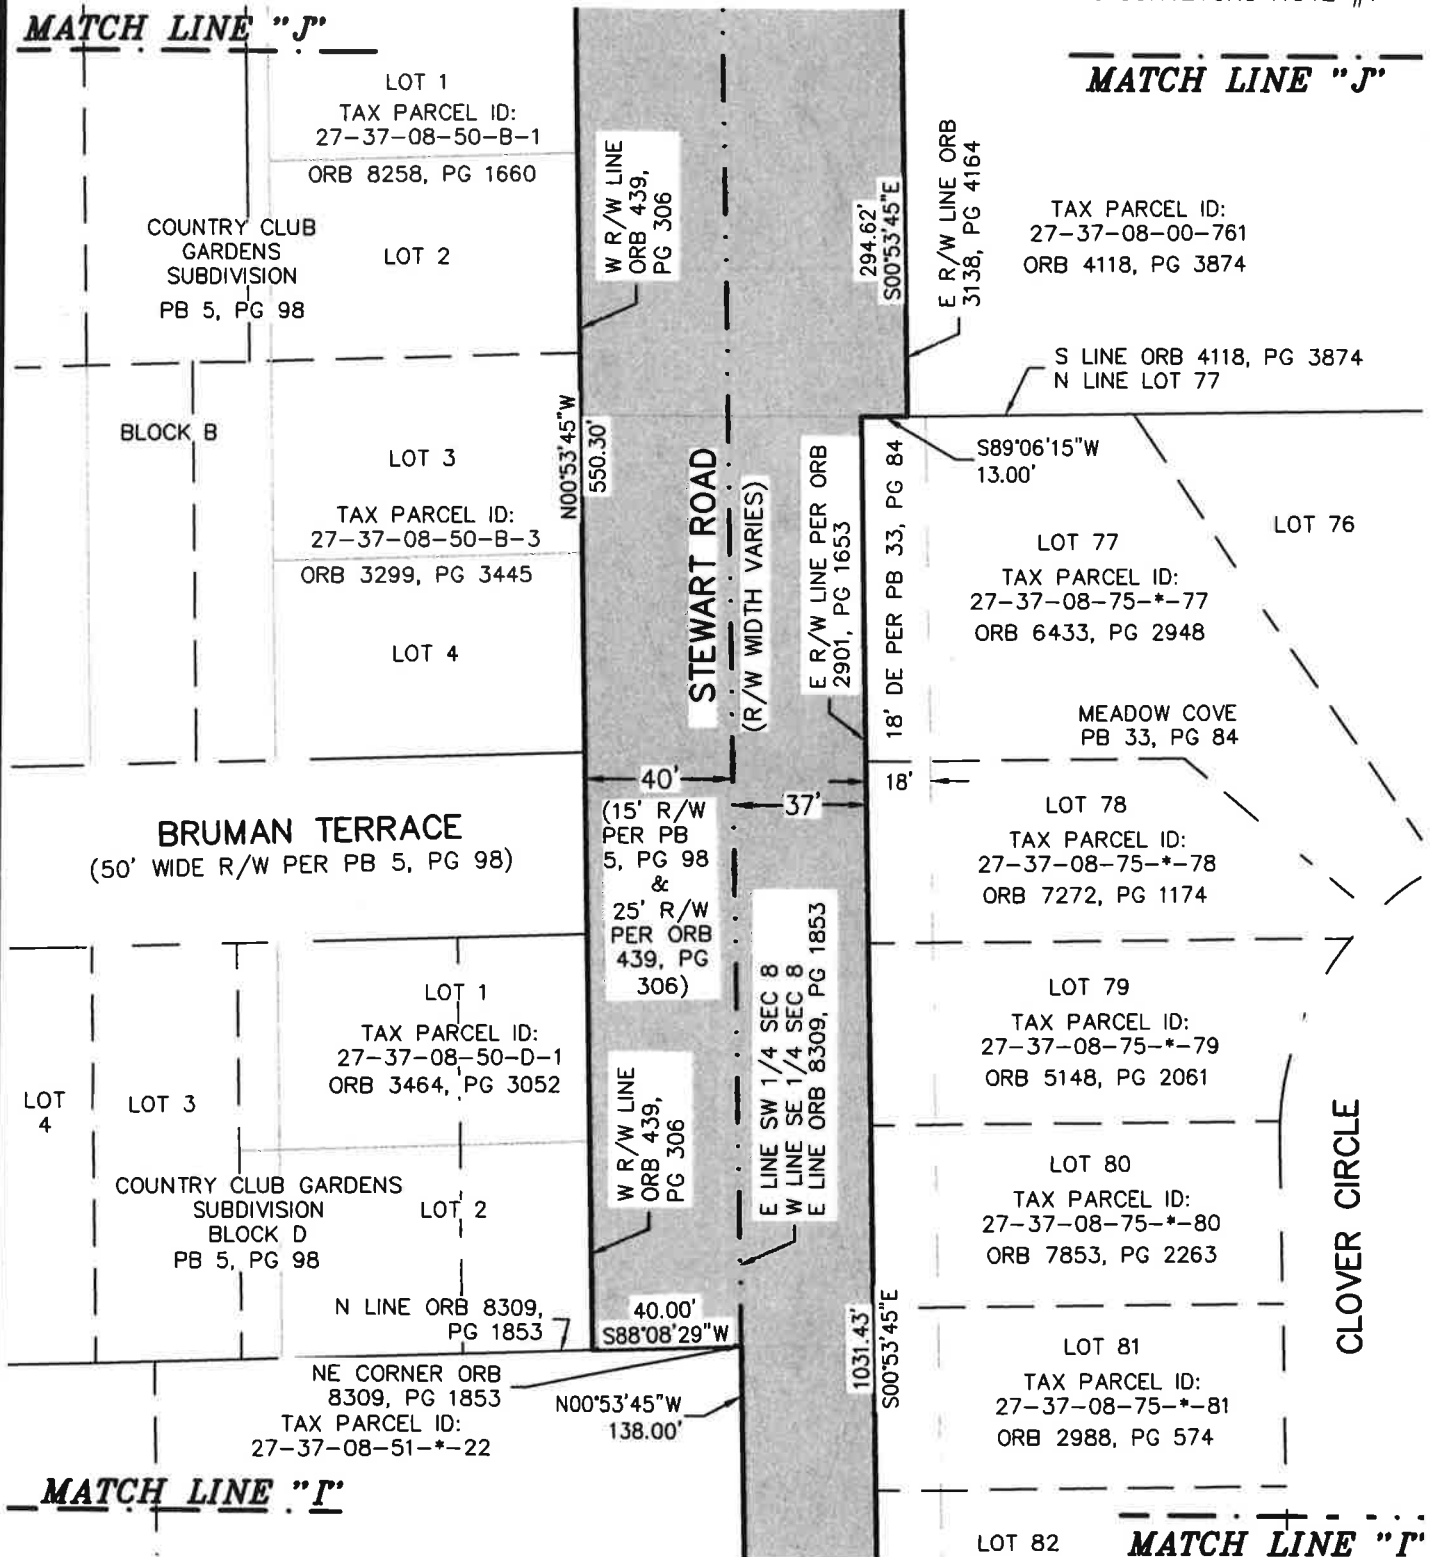 MATCH LINE "J"
MATCH LINE "J"
LOT 1
TAX PARCEL ID:
27-37-08-50-B-1
ORB 8258, PG 1660
COUNTRY CLUB
GARDENS
SUBDIVISION
PB 5, PG 98
LOT 2
W R/W LINE
ORB 439,
PG 306
294.62'
S00°53'45"E
E R/W LINE ORB
3138, PG 4164
TAX PARCEL ID:
27-37-08-00-761
ORB 4118, PG 3874
S LINE ORB 4118, PG 3874
N LINE LOT 77
BLOCK B
LOT 3
TAX PARCEL ID:
27-37-08-50-B-3
ORB 3299, PG 3445
LOT 4
N00°53'45"W
550.30'
STEWART ROAD
(R/W WIDTH VARIES)
E R/W LINE PER ORB
2901, PG 1653
18' DE PER PB 33, PG 84
S89°06'15"W
13.00'
LOT 76
LOT 77
TAX PARCEL ID:
27-37-08-75-*-77
ORB 6433, PG 2948
MEADOW COVE
PB 33, PG 84
40'
37'
18'
(15' R/W
PER PB
5, PG 98
&
25' R/W
PER ORB
439, PG
306)
BRUMAN TERRACE
(50' WIDE R/W PER PB 5, PG 98)
LOT 78
TAX PARCEL ID:
27-37-08-75-*-78
ORB 7272, PG 1174
E LINE SW 1/4 SEC 8
W LINE SE 1/4 SEC 8
E LINE ORB 8309, PG 1853
LOT 1
TAX PARCEL ID:
27-37-08-50-D-1
ORB 3464, PG 3052
LOT 79
TAX PARCEL ID:
27-37-08-75-*-79
ORB 5148, PG 2061
LOT
4
LOT 3
W R/W LINE
ORB 439,
PG 306
COUNTRY CLUB GARDENS
SUBDIVISION
BLOCK D
PB 5, PG 98
LOT 2
LOT 80
TAX PARCEL ID:
27-37-08-75-*-80
ORB 7853, PG 2263
CLOVER CIRCLE
N LINE ORB 8309,
PG 1853
40.00'
S88°08'29"W
1031.43'
S00°53'45"E
LOT 81
TAX PARCEL ID:
27-37-08-75-*-81
ORB 2988, PG 574
NE CORNER ORB
8309, PG 1853
TAX PARCEL ID:
27-37-08-51-*-22
N00°53'45"W
138.00'
MATCH LINE "I"
LOT 82
MATCH LINE "I"